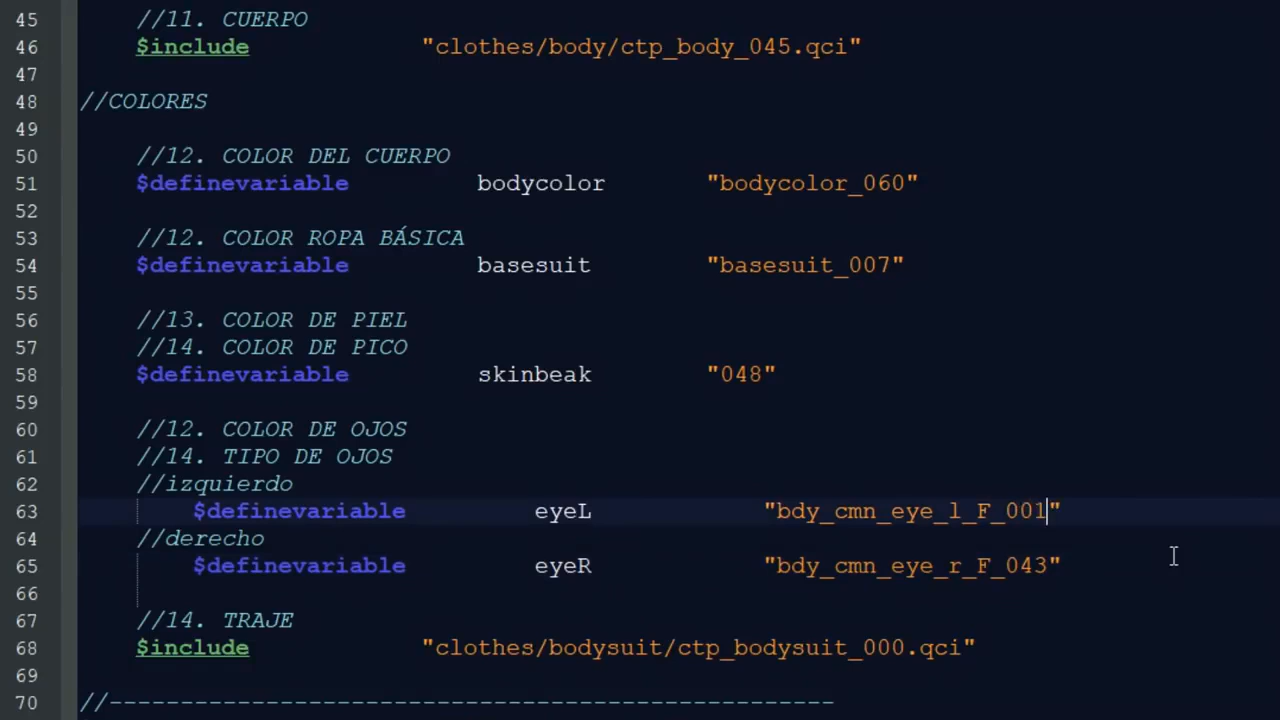 45 //11. CUERPO
46 $include "clothes/body/ctp_body_045.qci"
47
48 //COLORES
49
50 //12. COLOR DEL CUERPO
51 $definevariable bodycolor "bodycolor_060"
52
53 //12. COLOR ROPA BÁSICA
54 $definevariable basesuit "basesuit_007"
55
56 //13. COLOR DE PIEL
57 //14. COLOR DE PICO
58 $definevariable skinbeak "048"
59
60 //12. COLOR DE OJOS
61 //14. TIPO DE OJOS
62 //izquierdo
63 $definevariable eyeL "bdy_cmn_eye_l_F_001"
64 //derecho
65 $definevariable eyeR "bdy_cmn_eye_r_F_043"
66
67 //14. TRAJE
68 $include "clothes/bodysuit/ctp_bodysuit_000.qci"
69
70 //---------------------------------------------------